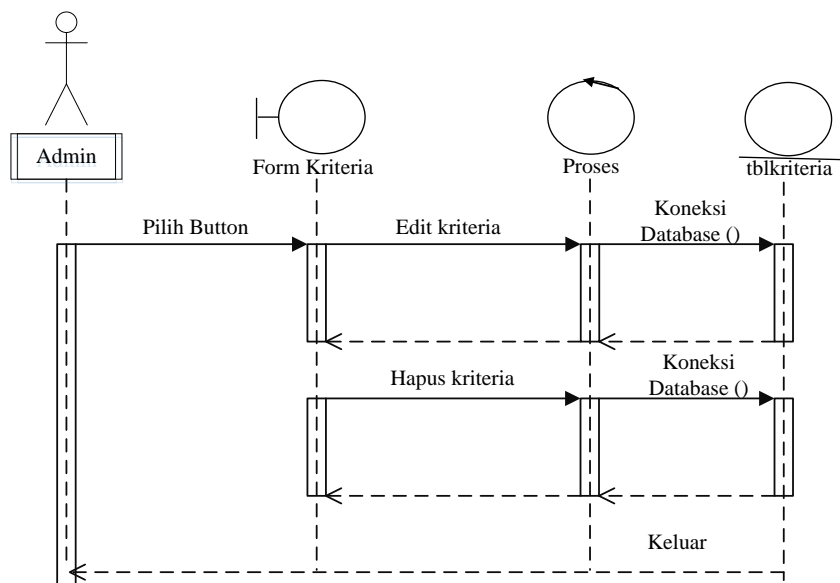 Admin
Form Kriteria
Proses
tblkriteria
Pilih Button
Edit kriteria
Koneksi
Database ()
Hapus kriteria
Koneksi
Database ()
Keluar